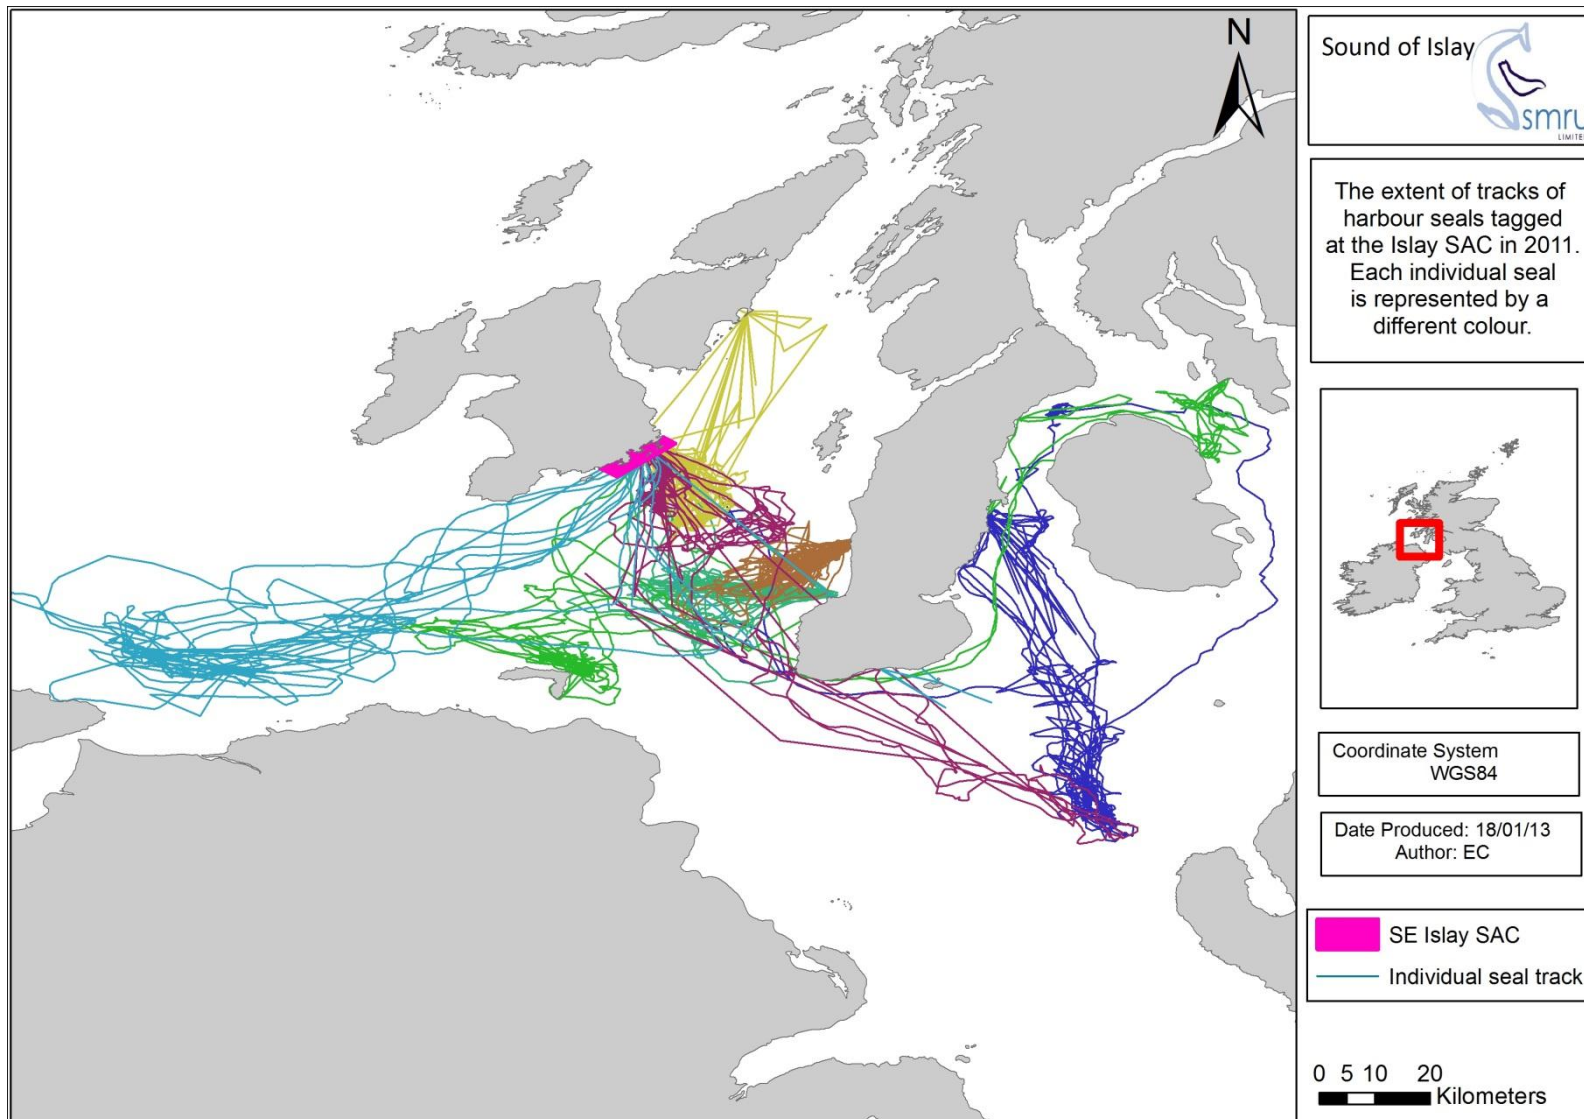 N
Sound of Islay
smru
LIMITED
The extent of tracks of
harbour seals tagged
at the Islay SAC in 2011.
Each individual seal
is represented by a
different colour.
Coordinate System
WGS84
Date Produced: 18/01/13
Author: EC
SE Islay SAC
Individual seal track
0 5 10 20
Kilometers